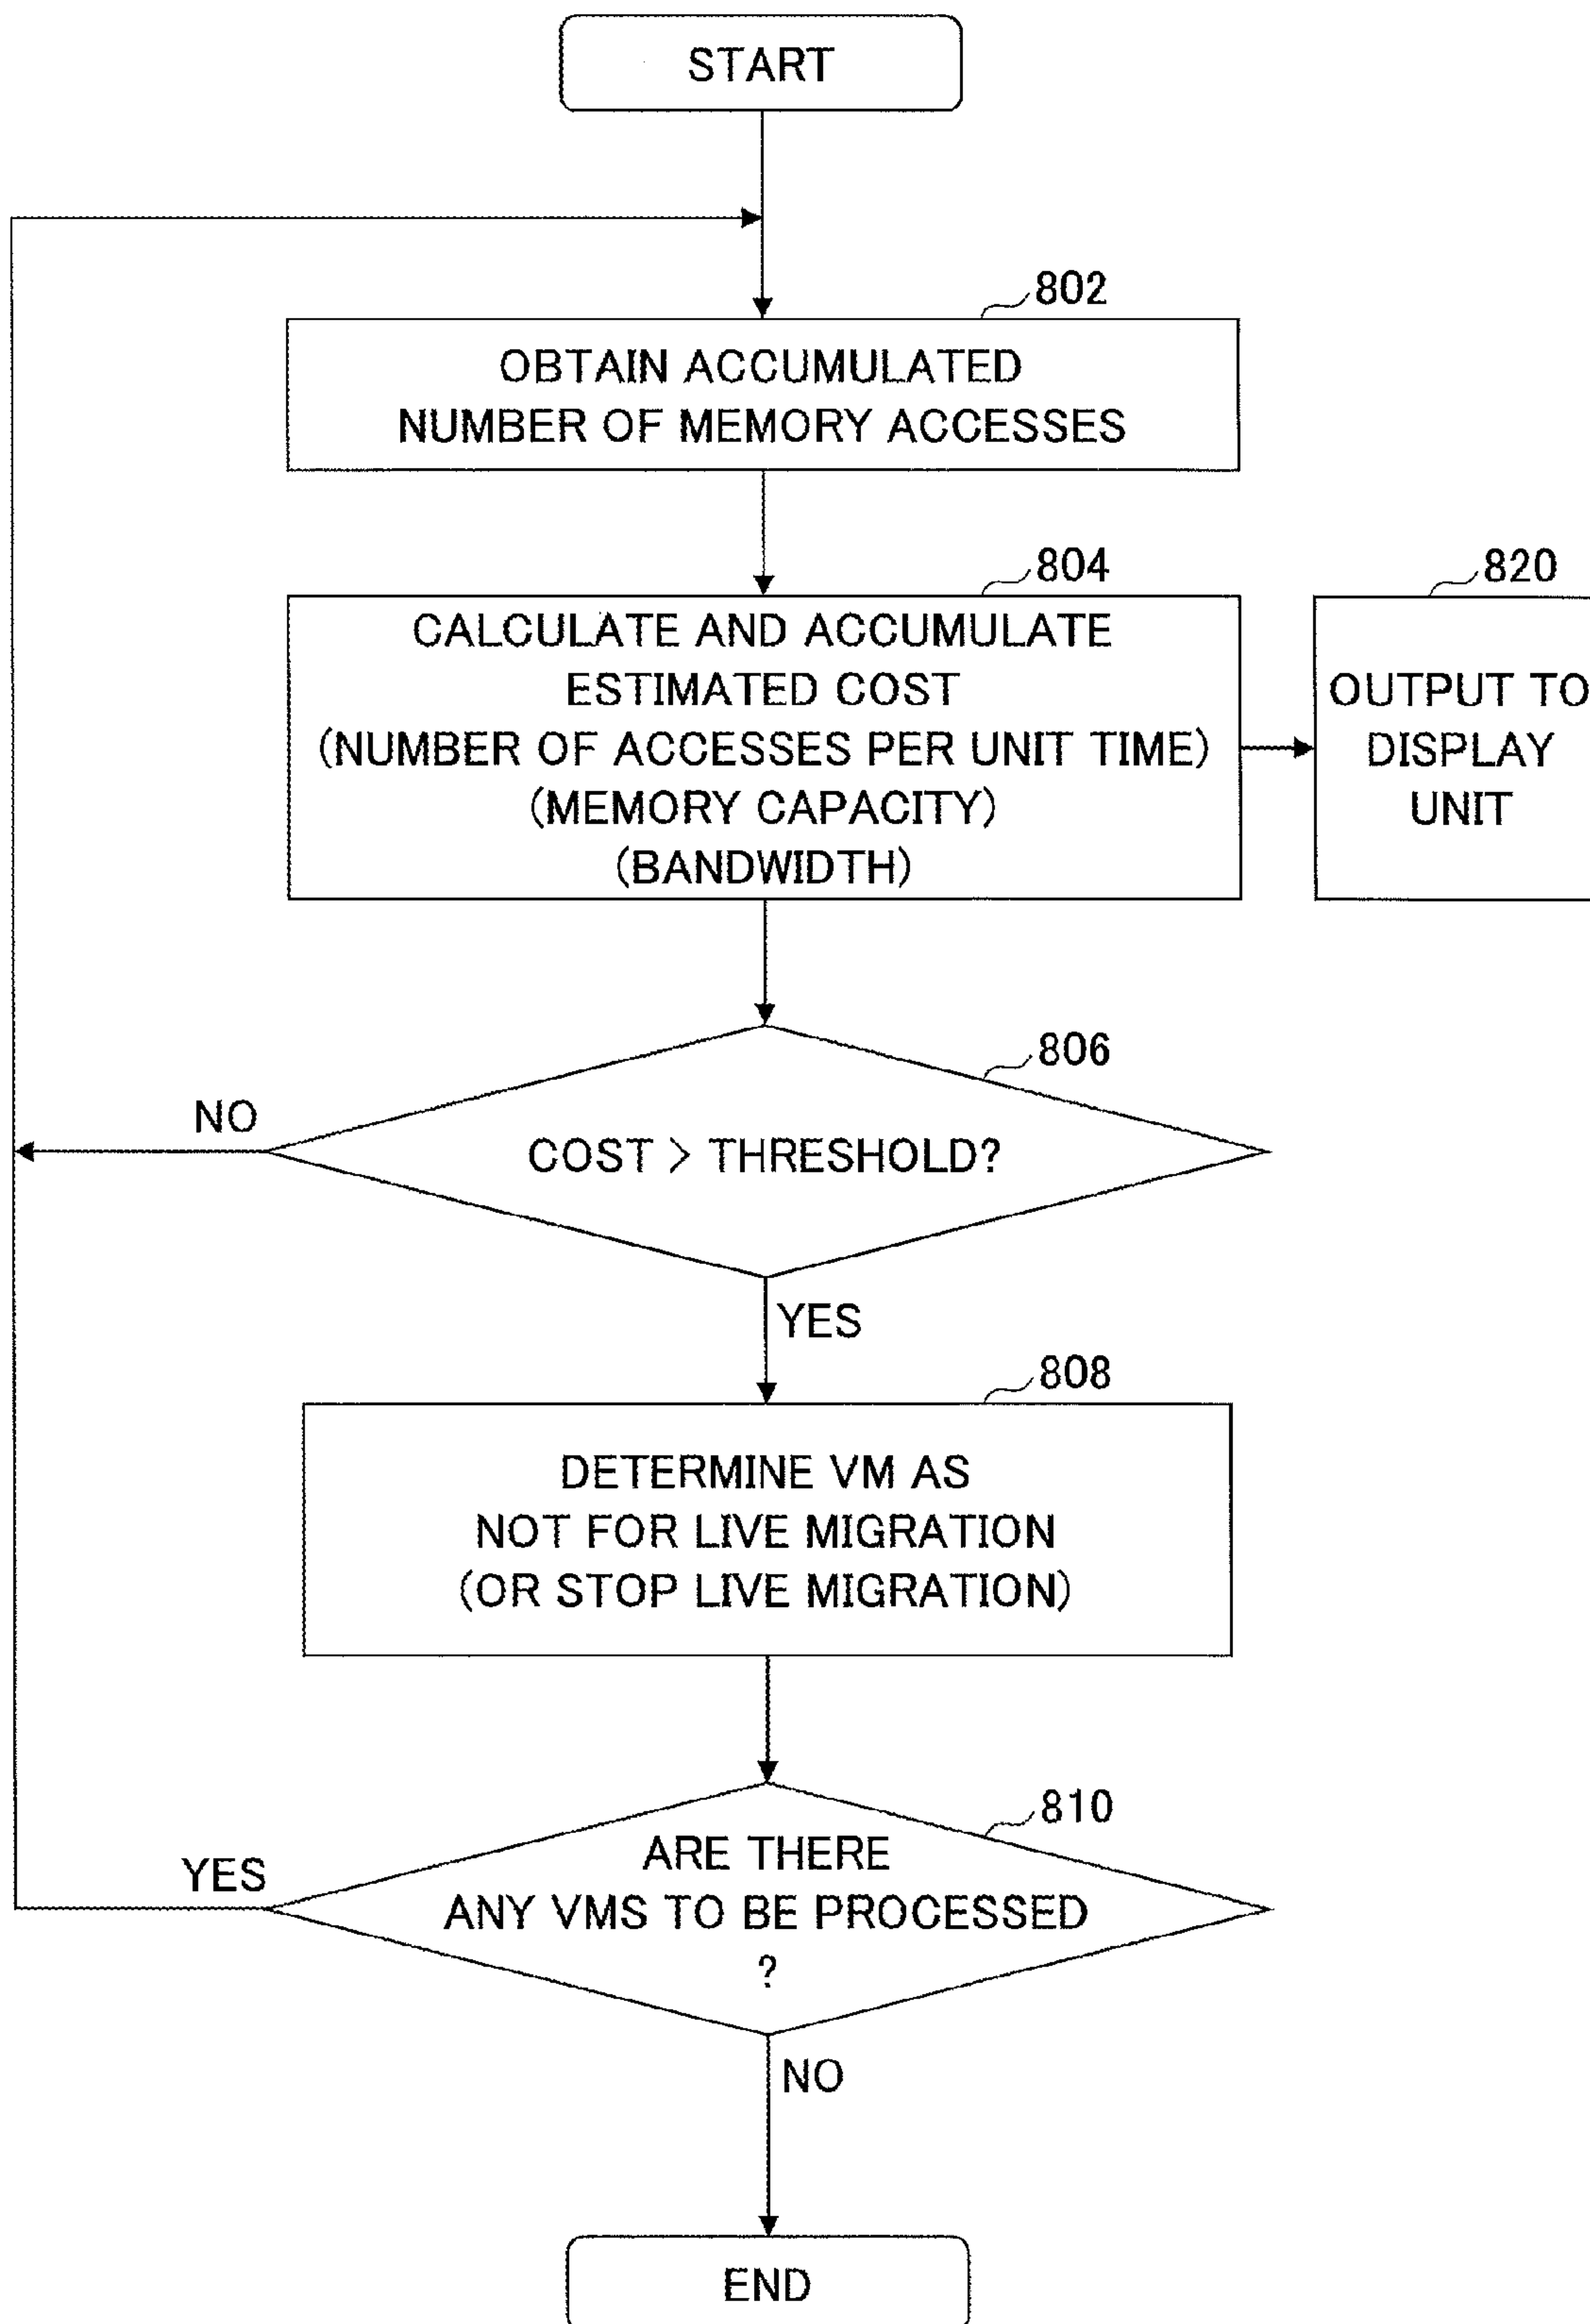 START
802
OBTAIN ACCUMULATED
NUMBER OF MEMORY ACCESSES
804
CALCULATE AND ACCUMULATE
ESTIMATED COST
(NUMBER OF ACCESSES PER UNIT TIME)
(MEMORY CAPACITY)
(BANDWIDTH)
820
OUTPUT TO
DISPLAY
UNIT
806
NO
COST > THRESHOLD?
YES
808
DETERMINE VM AS
NOT FOR LIVE MIGRATION
(OR STOP LIVE MIGRATION)
810
YES
ARE THERE
ANY VMS TO BE PROCESSED
?
NO
END